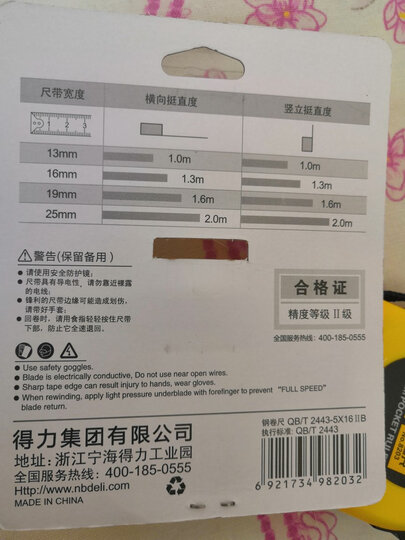 尺带宽度 横向挺直度 竖立挺直度
1 2 3
13mm 1.0m 1.0m
16mm 1.3m 1.3m
19mm 1.6m 1.6m
25mm 2.0m 2.0m
警告(保留备用)
●请使用安全防护镜;
●尺带具有导电性,请勿靠近裸露
的电线;
●锋利的尺带边缘可能造成划伤,
请带好手套;
●回卷时,请用食指轻轻按住尺带
下部,防止它全速退回。
合格证
精度等级II级
全国服务热线:400-185-0555
●Use safety goggles.
●Blade is electrically conductive, Do not use near open wires.
●Sharp tape edge can result injury to hands, wear gloves.
●When rewinding, apply light pressure underblade with forefinger to prevent “FULL SPEED”
blade return.
得力集团有限公司
地址:浙江宁海得力工业园
全国服务热线:400-185-0555
Http://www.nbdeli.com
MADE IN CHINA
钢卷尺 QB/T 2443-5X16ⅡB
执行标准: QB/T 2443
6 921734 982032
POCKET RUL
No.8203